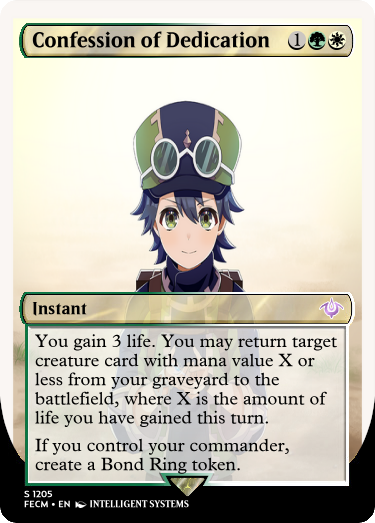 Confession of Dedication 1
Instant
You gain 3 life. You may return target
creature card with mana value X or
less from your graveyard to the
battlefield, where X is the amount of
life you have gained this turn.
If you control your commander,
create a Bond Ring token.
S 1205
FECM • EN INTELLIGENT SYSTEMS